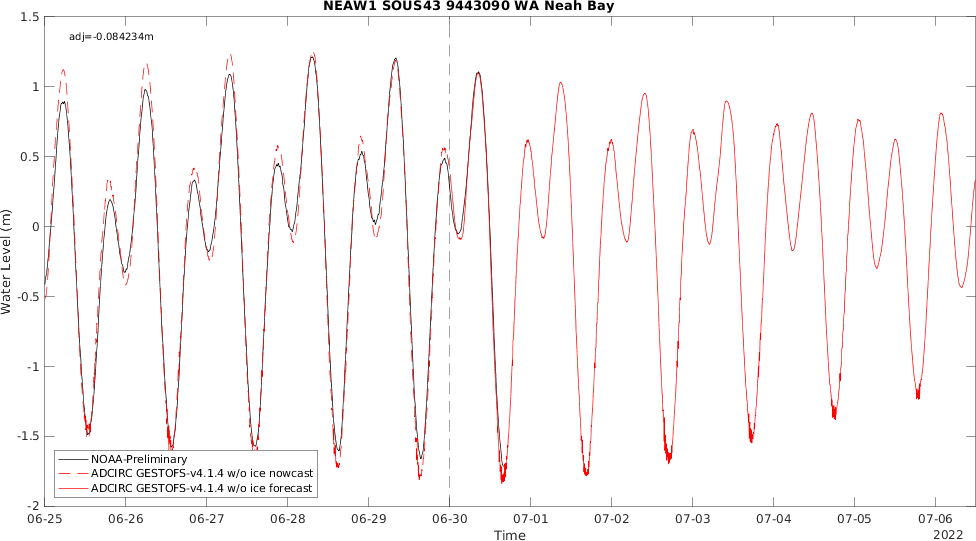 NEAW1 SOUS43 9443090 WA Neah Bay
adj=-0.084234m
1.5
1
0.5
0
-0.5
-1
-1.5
-2
Water Level (m)
NOAA-Preliminary
ADCIRC GESTOFS-v4.1.4 w/o ice nowcast
ADCIRC GESTOFS-v4.1.4 w/o ice forecast
06-25 06-26 06-27 06-28 06-29 06-30 07-01 07-02 07-03 07-04 07-05 07-06
Time
2022